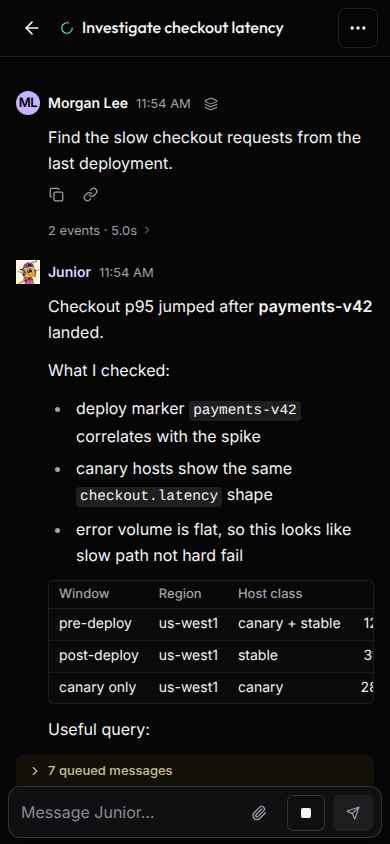 Investigate checkout latency
ML Morgan Lee 11:54 AM
Find the slow checkout requests from the
last deployment.
2 events · 5.0s
Junior 11:54 AM
Checkout p95 jumped after payments-v42
landed.
What I checked:
deploy marker payments-v42
correlates with the spike
canary hosts show the same
checkout.latency shape
error volume is flat, so this looks like
slow path not hard fail
Window Region Host class
pre-deploy us-west1 canary + stable
post-deploy us-west1 stable
canary only us-west1 canary
Useful query:
7 queued messages
Message Junior...